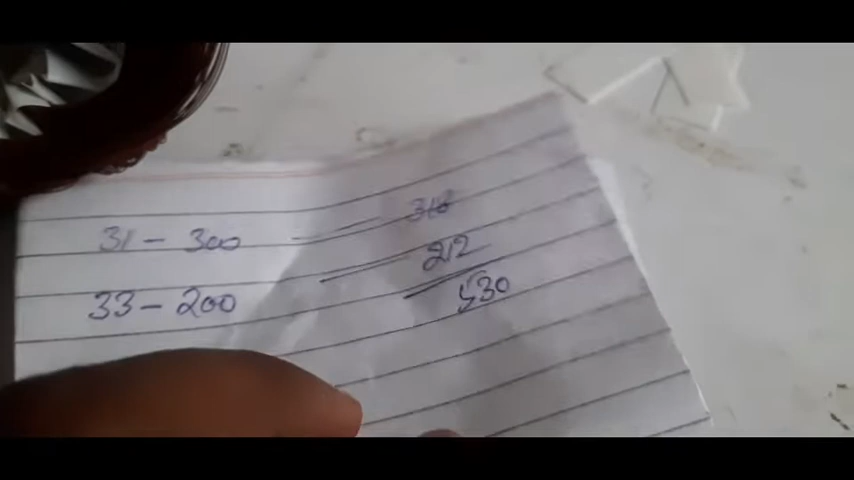 31 - 300 = 318
33 - 200 = 212
530